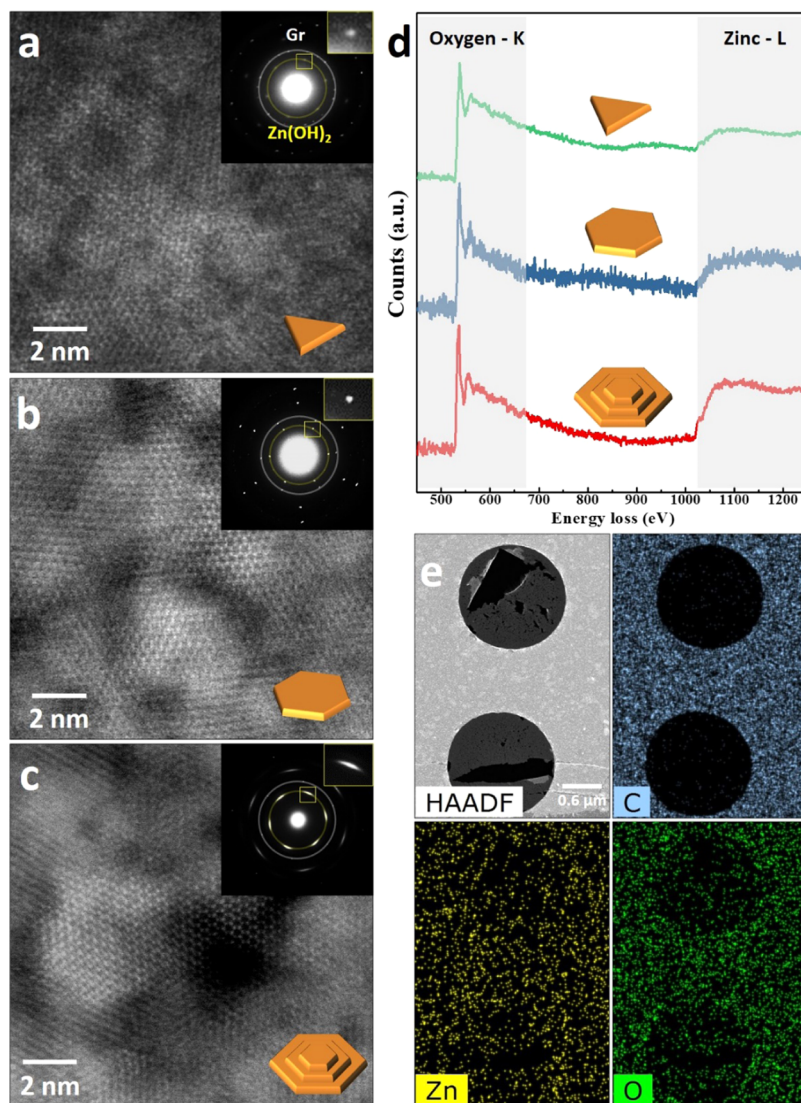 a
Gr
Zn(OH)2
2 nm
b
2 nm
c
2 nm
d
Oxygen - K
Zinc - L
Counts (a.u.)
500 600 700 800 900 1000 1100 1200
Energy loss (eV)
e
HAADF
0.6 µm
C
Zn
O